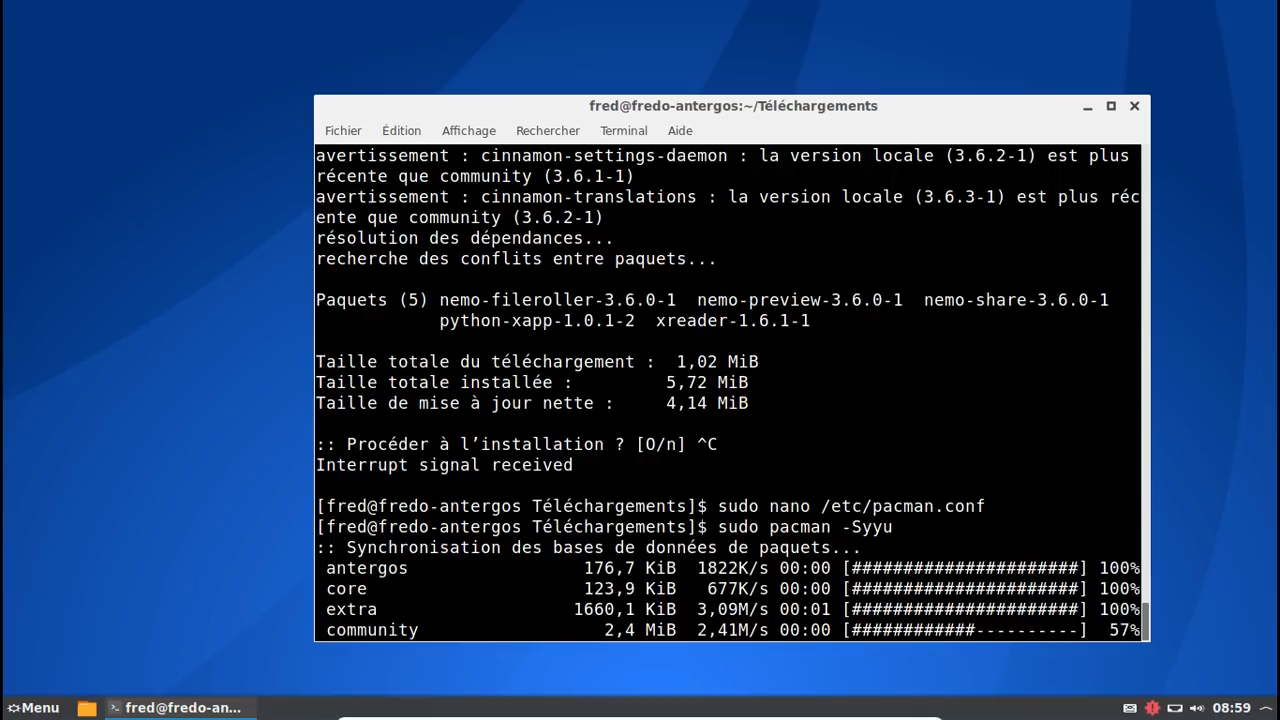 fred@fredo-antergos:~/Téléchargements
Fichier Édition Affichage Rechercher Terminal Aide
avertissement : cinnamon-settings-daemon : la version locale (3.6.2-1) est plus
récente que community (3.6.1-1)
avertissement : cinnamon-translations : la version locale (3.6.3-1) est plus réc
ente que community (3.6.2-1)
résolution des dépendances...
recherche des conflits entre paquets...
Paquets (5) nemo-fileroller-3.6.0-1 nemo-preview-3.6.0-1 nemo-share-3.6.0-1
python-xapp-1.0.1-2 xreader-1.6.1-1
Taille totale du téléchargement : 1,02 MiB
Taille totale installée : 5,72 MiB
Taille de mise à jour nette : 4,14 MiB
:: Procéder à l’installation ? [O/n] ^C
Interrupt signal received
[fred@fredo-antergos Téléchargements]$ sudo nano /etc/pacman.conf
[fred@fredo-antergos Téléchargements]$ sudo pacman -Syyu
:: Synchronisation des bases de données de paquets...
antergos 176,7 KiB 1822K/s 00:00 [######################] 100%
core 123,9 KiB 677K/s 00:00 [######################] 100%
extra 1660,1 KiB 3,09M/s 00:01 [######################] 100%
community 2,4 MiB 2,41M/s 00:00 [############----------] 57%
Menu fred@fredo-an... 08:59